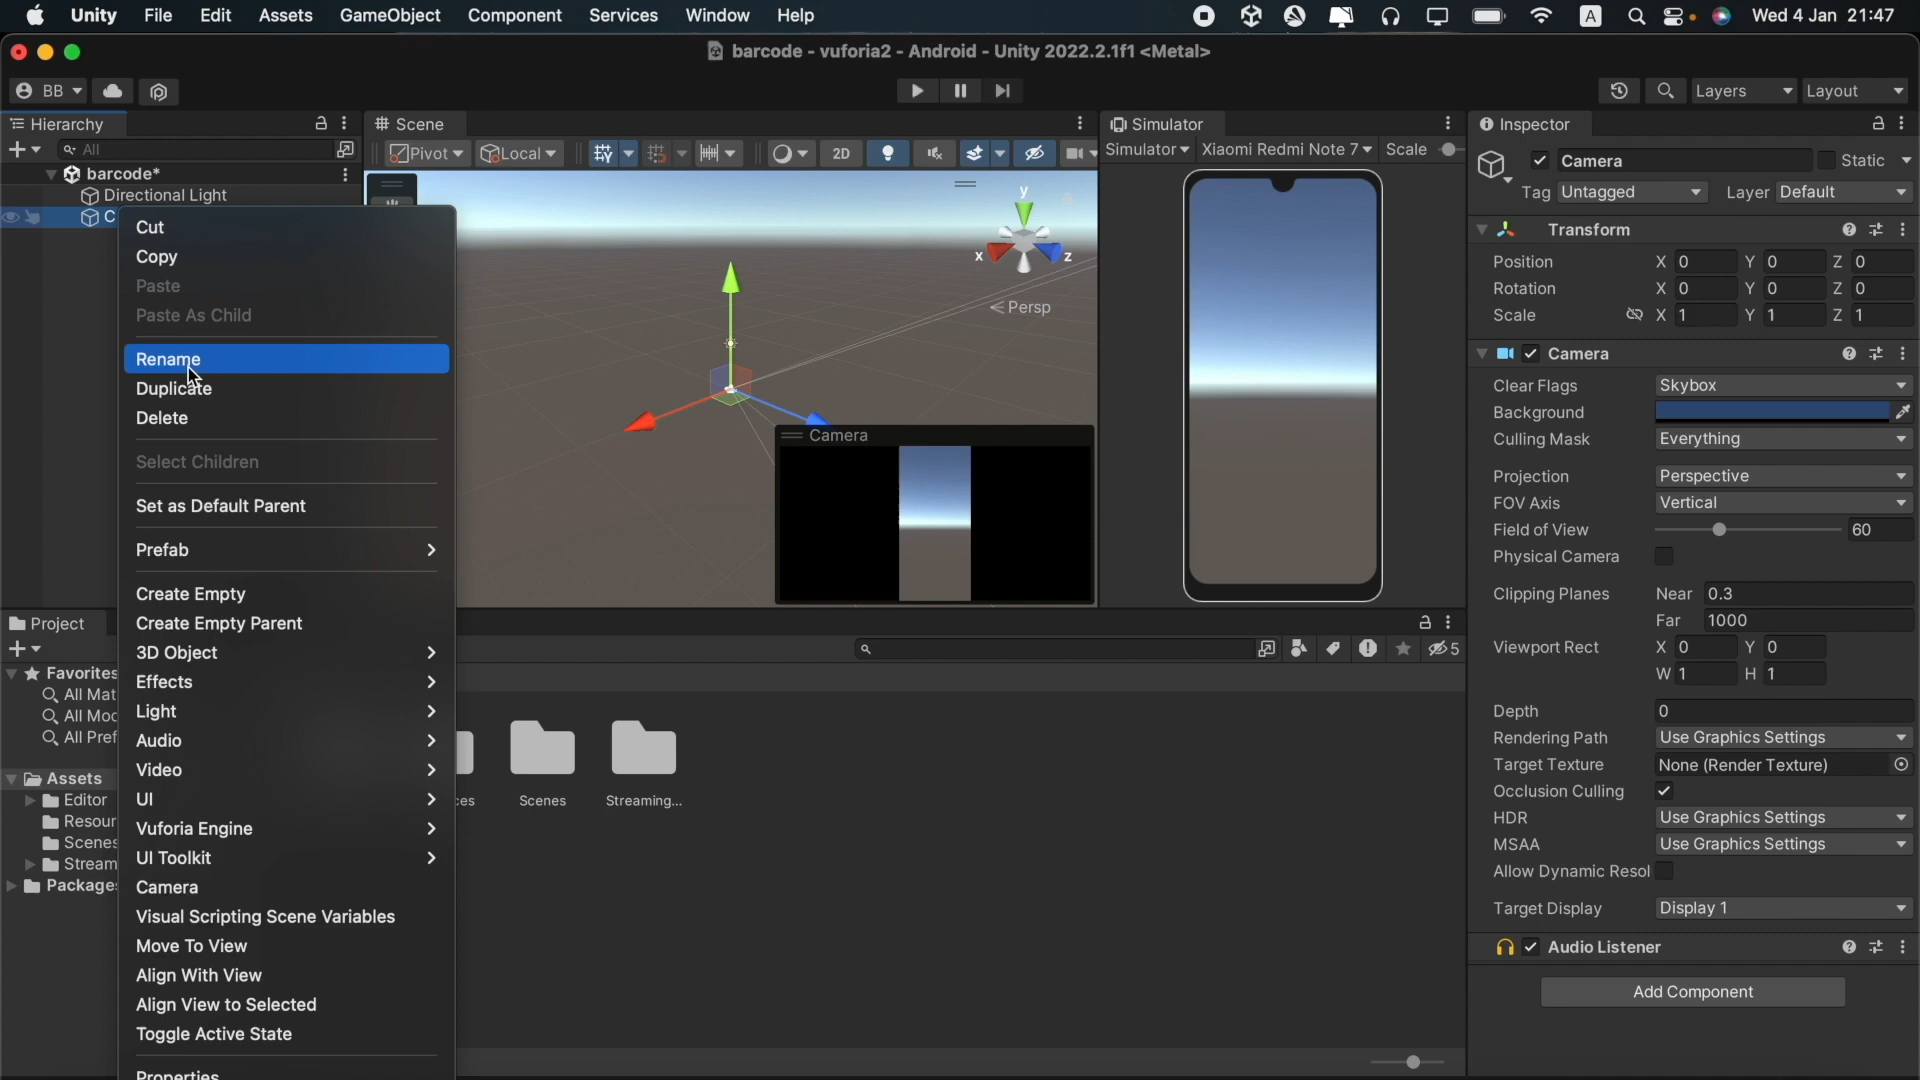 Unity File Edit Assets GameObject Component Services Window Help A Wed 4 Jan 21:47
barcode - vuforia2 - Android - Unity 2022.2.1f1 <Metal>
BB Layers Layout
Hierarchy
All
barcode*
Directional Light
C
Cut
Copy
Paste
Paste As Child
Rename
Duplicate
Delete
Select Children
Set as Default Parent
Prefab
Create Empty
Create Empty Parent
3D Object
Effects
Light
Audio
Video
UI
Vuforia Engine
UI Toolkit
Camera
Visual Scripting Scene Variables
Move To View
Align With View
Align View to Selected
Toggle Active State
Properties
Scene
Pivot Local 2D
y
x z
Persp
Camera
Simulator
Simulator Xiaomi Redmi Note 7 Scale
Project
5
Favorites
All Mat
All Mod
All Pref
Assets
Editor
Resour
Scenes
Stream
Packages
ces Scenes Streaming...
Inspector
Camera Static
Tag Untagged Layer Default
Transform
Position X 0 Y 0 Z 0
Rotation X 0 Y 0 Z 0
Scale X 1 Y 1 Z 1
Camera
Clear Flags Skybox
Background
Culling Mask Everything
Projection Perspective
FOV Axis Vertical
Field of View 60
Physical Camera
Clipping Planes Near 0.3
Far 1000
Viewport Rect X 0 Y 0
W 1 H 1
Depth 0
Rendering Path Use Graphics Settings
Target Texture None (Render Texture)
Occlusion Culling
HDR Use Graphics Settings
MSAA Use Graphics Settings
Allow Dynamic Resol
Target Display Display 1
Audio Listener
Add Component